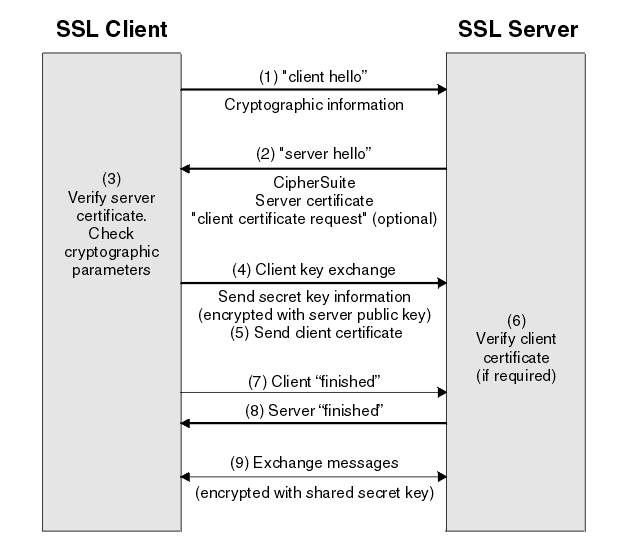 SSL Client
SSL Server
(1) "client hello”
Cryptographic information
(2) "server hello”
CipherSuite
Server certificate
"client certificate request" (optional)
(3)
Verify server
certificate.
Check
cryptographic
parameters
(4) Client key exchange
Send secret key information
(encrypted with server public key)
(5) Send client certificate
(6)
Verify client
certificate
(if required)
(7) Client “finished”
(8) Server “finished”
(9) Exchange messages
(encrypted with shared secret key)